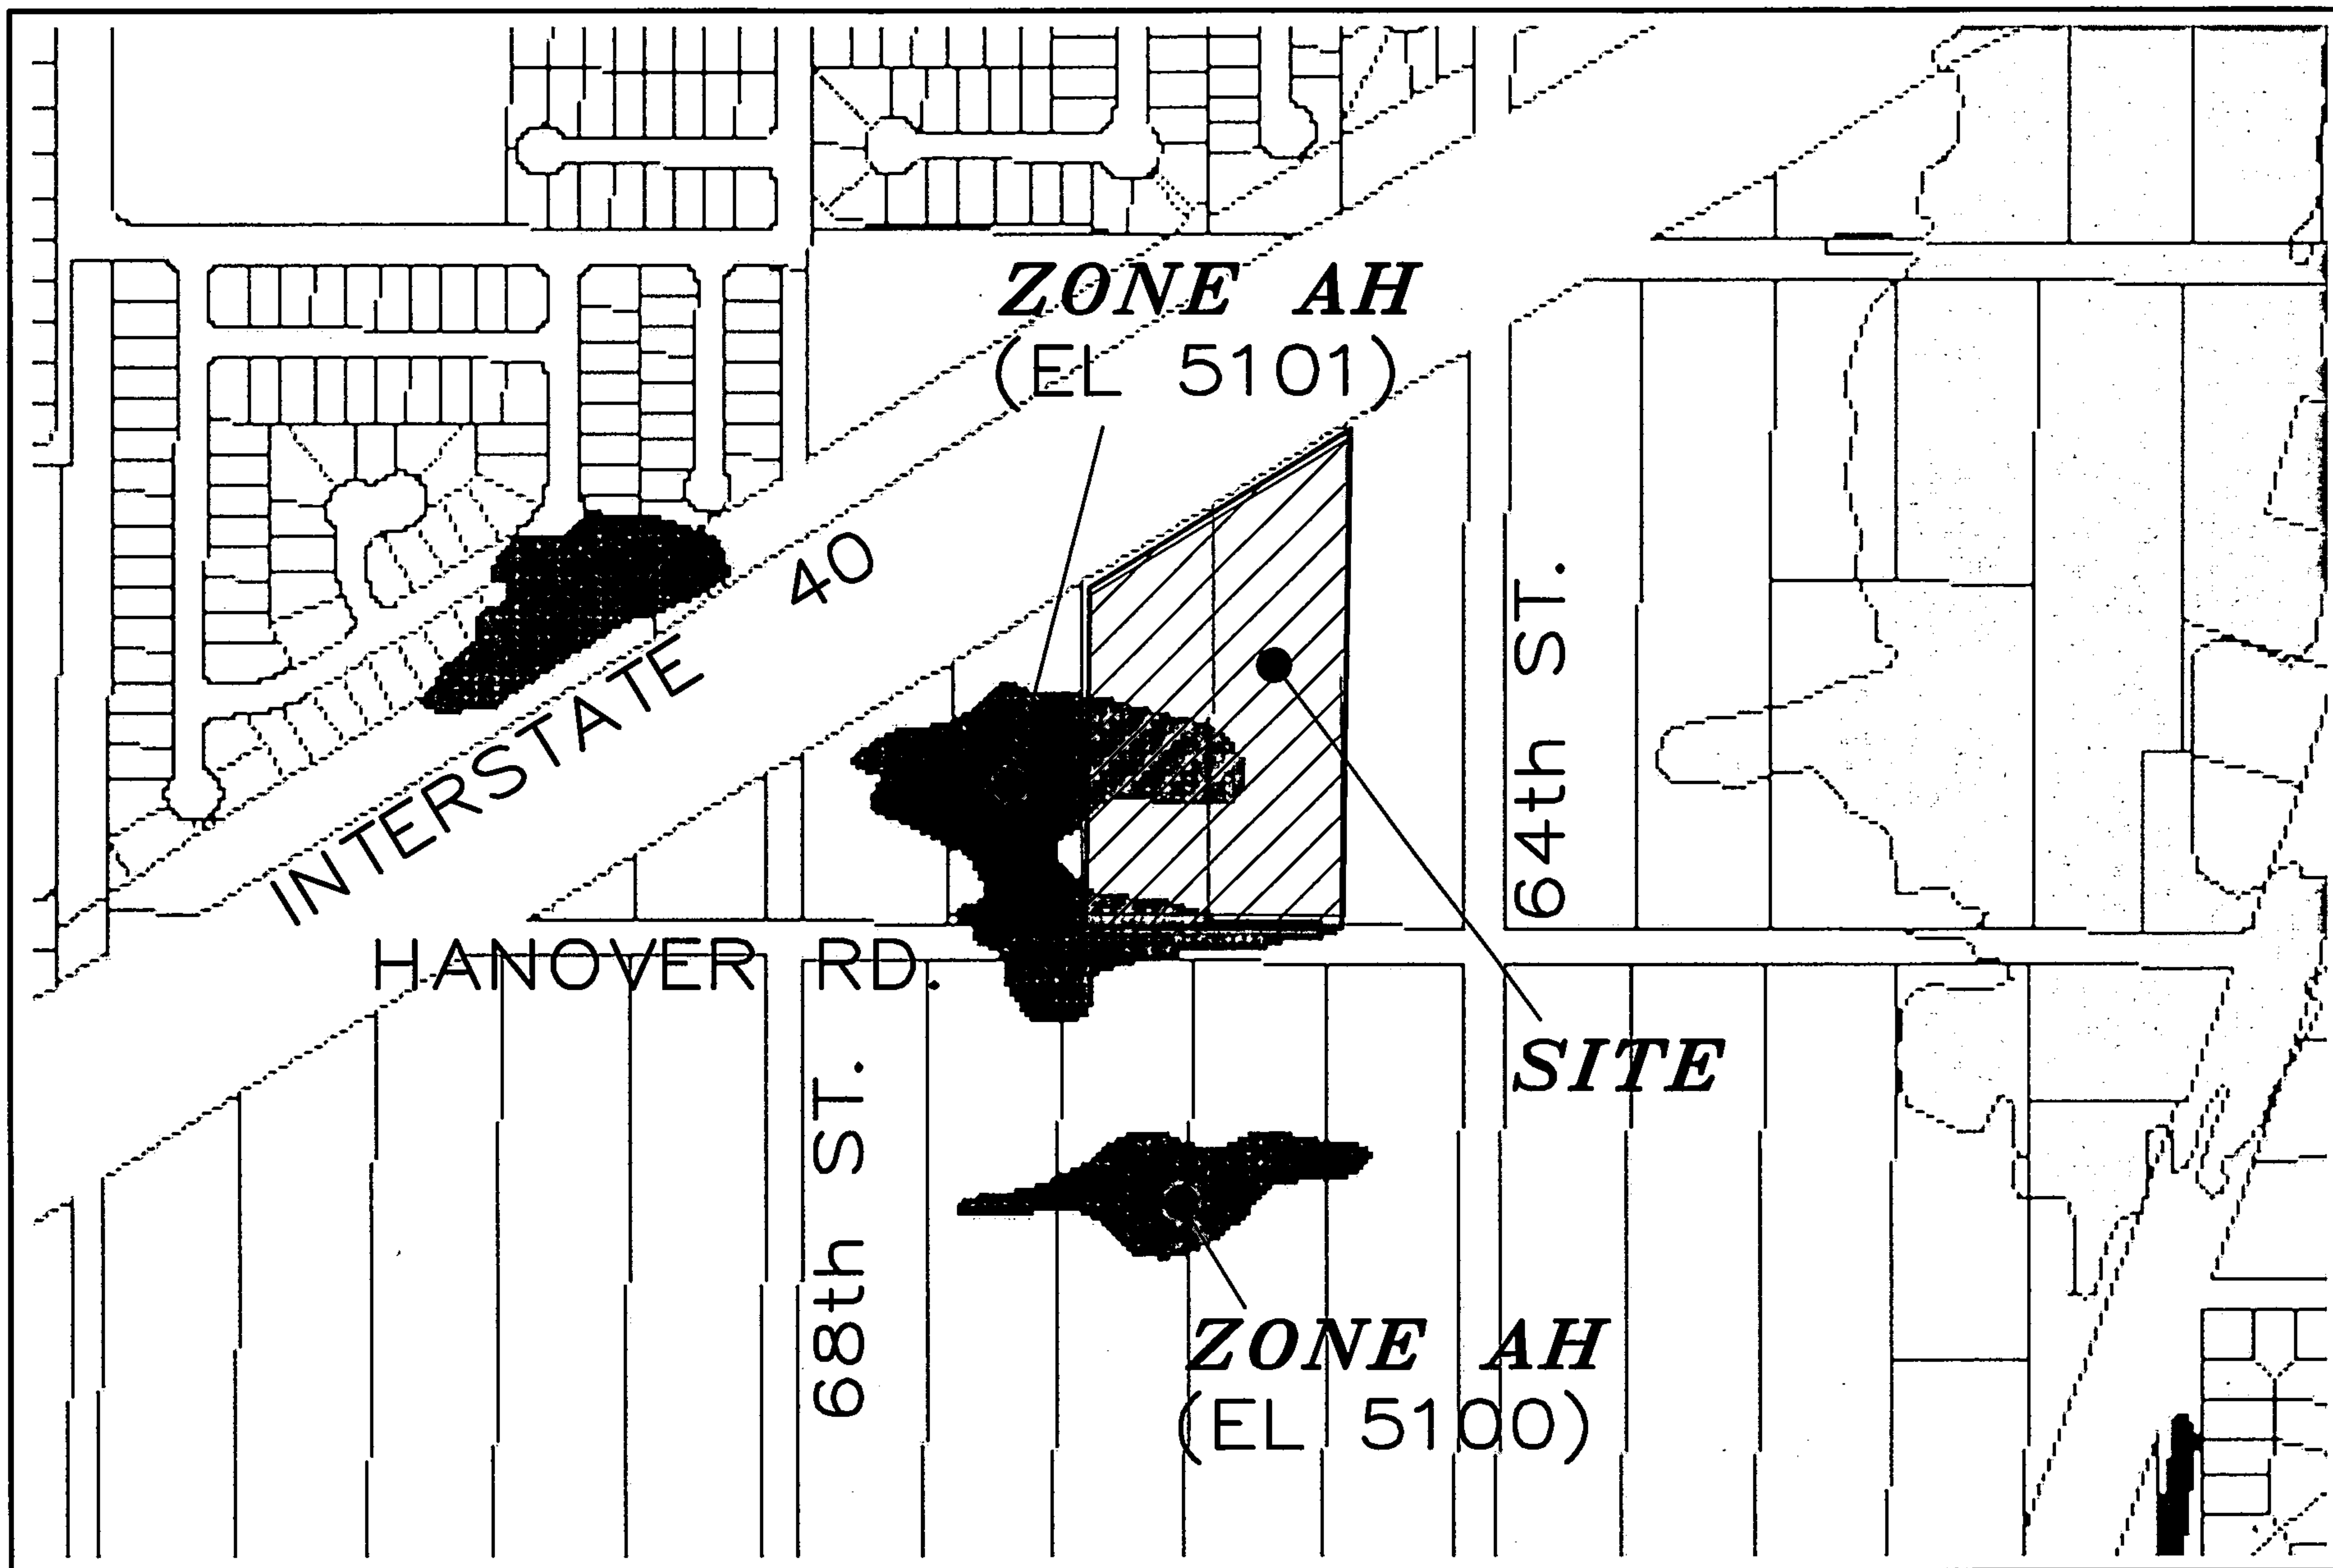 ZONE AH
(EL 5101)
INTERSTATE 40
64th ST.
HANOVER RD.
SITE
68th ST.
ZONE AH
(EL 5100)